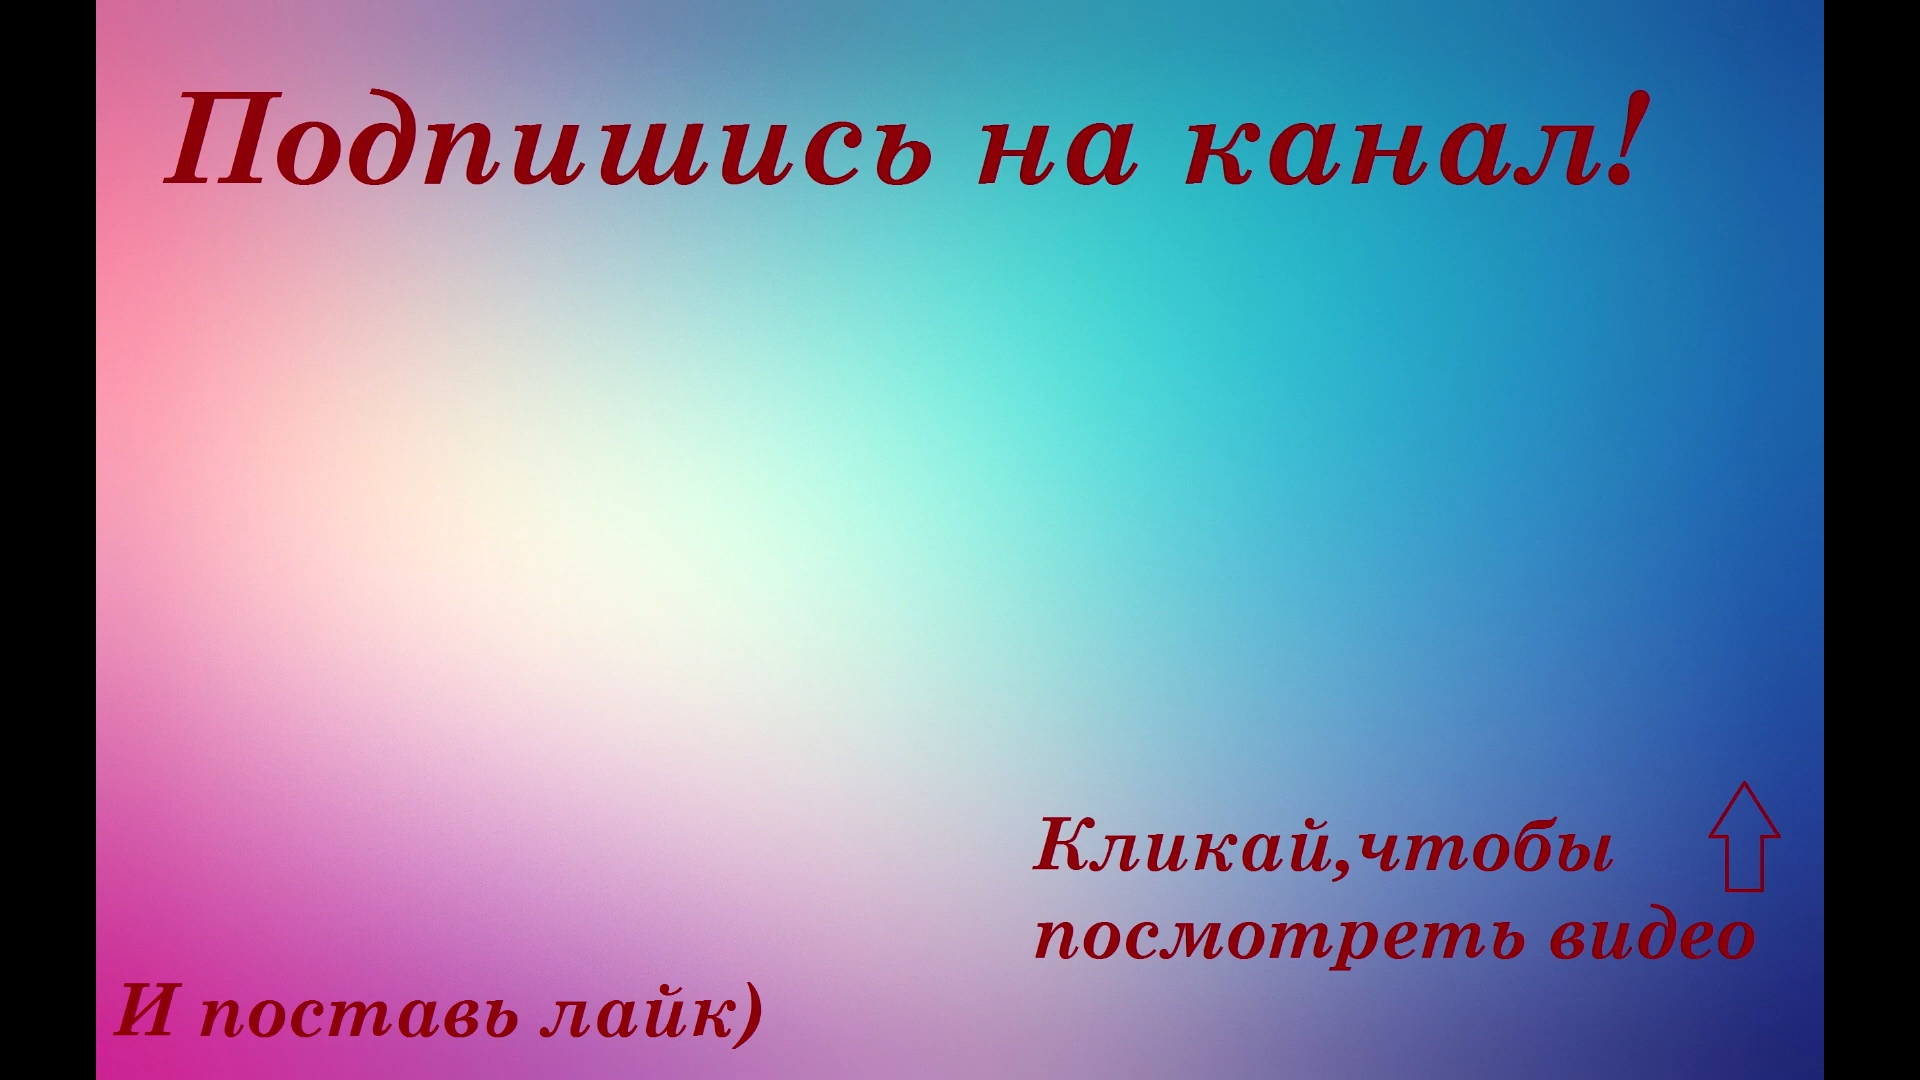 Подпишись на канал!
Кликай,чтобы
посмотреть видео
И поставь лайк)